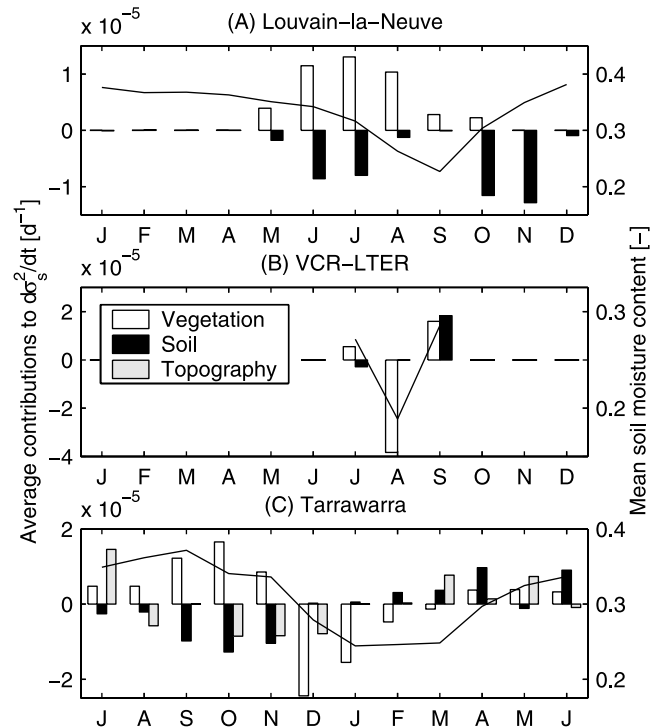 x 10⁻⁵ (A) Louvain-la-Neuve
1 0.4
0 0.3
-1 0.2
J F M A M J J A S O N D
x 10⁻⁵ (B) VCR-LTER
2 0.3
Vegetation
0
Soil
-2 0.2
Topography
-4
J F M A M J J A S O N D
x 10⁻⁵ (C) Tarrawarra
2 0.4
0 0.3
-2 0.2
J A S O N D J F M A M J
Average contributions to dσ²ₛ/dt [d⁻¹]
Mean soil moisture content [-]